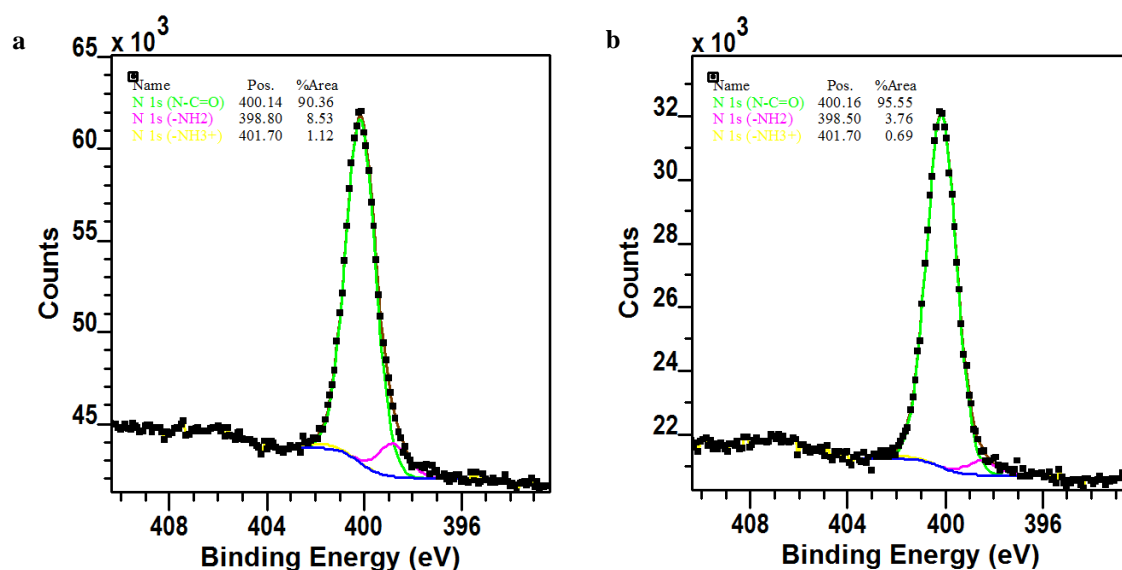 a
x 10³
Name Pos. %Area
N 1s (N-C=O) 400.14 90.36
N 1s (-NH2) 398.80 8.53
N 1s (-NH3+) 401.70 1.12
65
60
55
50
45
Counts
408 404 400 396
Binding Energy (eV)
b
x 10³
Name Pos. %Area
N 1s (N-C=O) 400.16 95.55
N 1s (-NH2) 398.50 3.76
N 1s (-NH3+) 401.70 0.69
32
30
28
26
24
22
Counts
408 404 400 396
Binding Energy (eV)